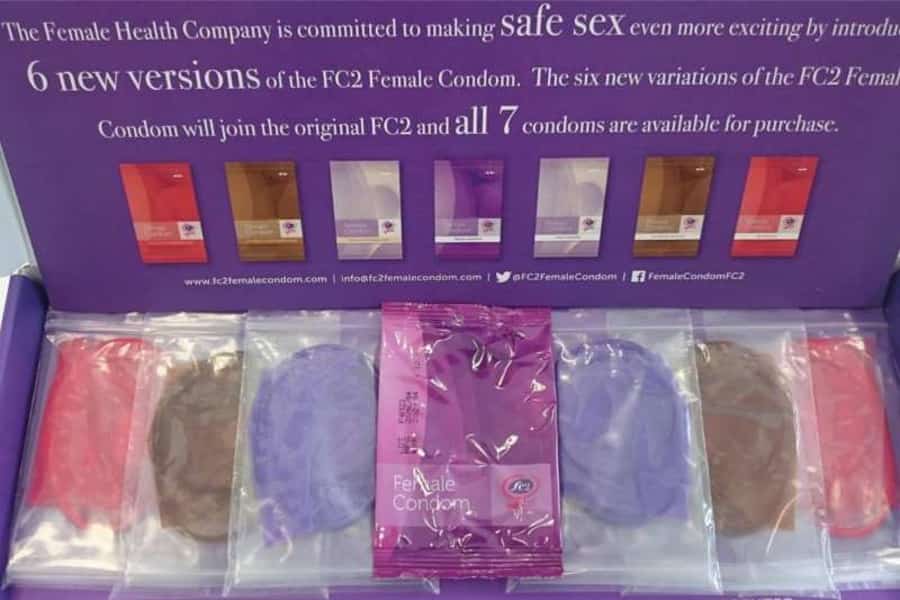 The Female Health Company is committed to making safe sex even more exciting by introdu
6 new versions of the FC2 Female Condom. The six new variations of the FC2 Femal
Condom will join the original FC2 and all 7 condoms are available for purchase.
www.fc2femalecondom.com | info@fc2femalecondom.com | @FC2FemaleCondom | FemaleCondomFC2
Female
Condom
fc2